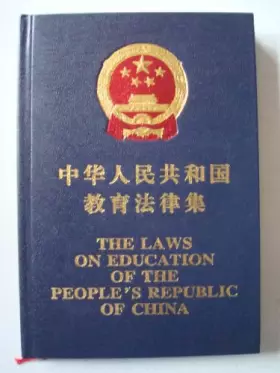 中华人民共和国
教育法律集
THE LAWS
ON EDUCATION
OF THE
PEOPLE'S REPUBLIC
OF CHINA